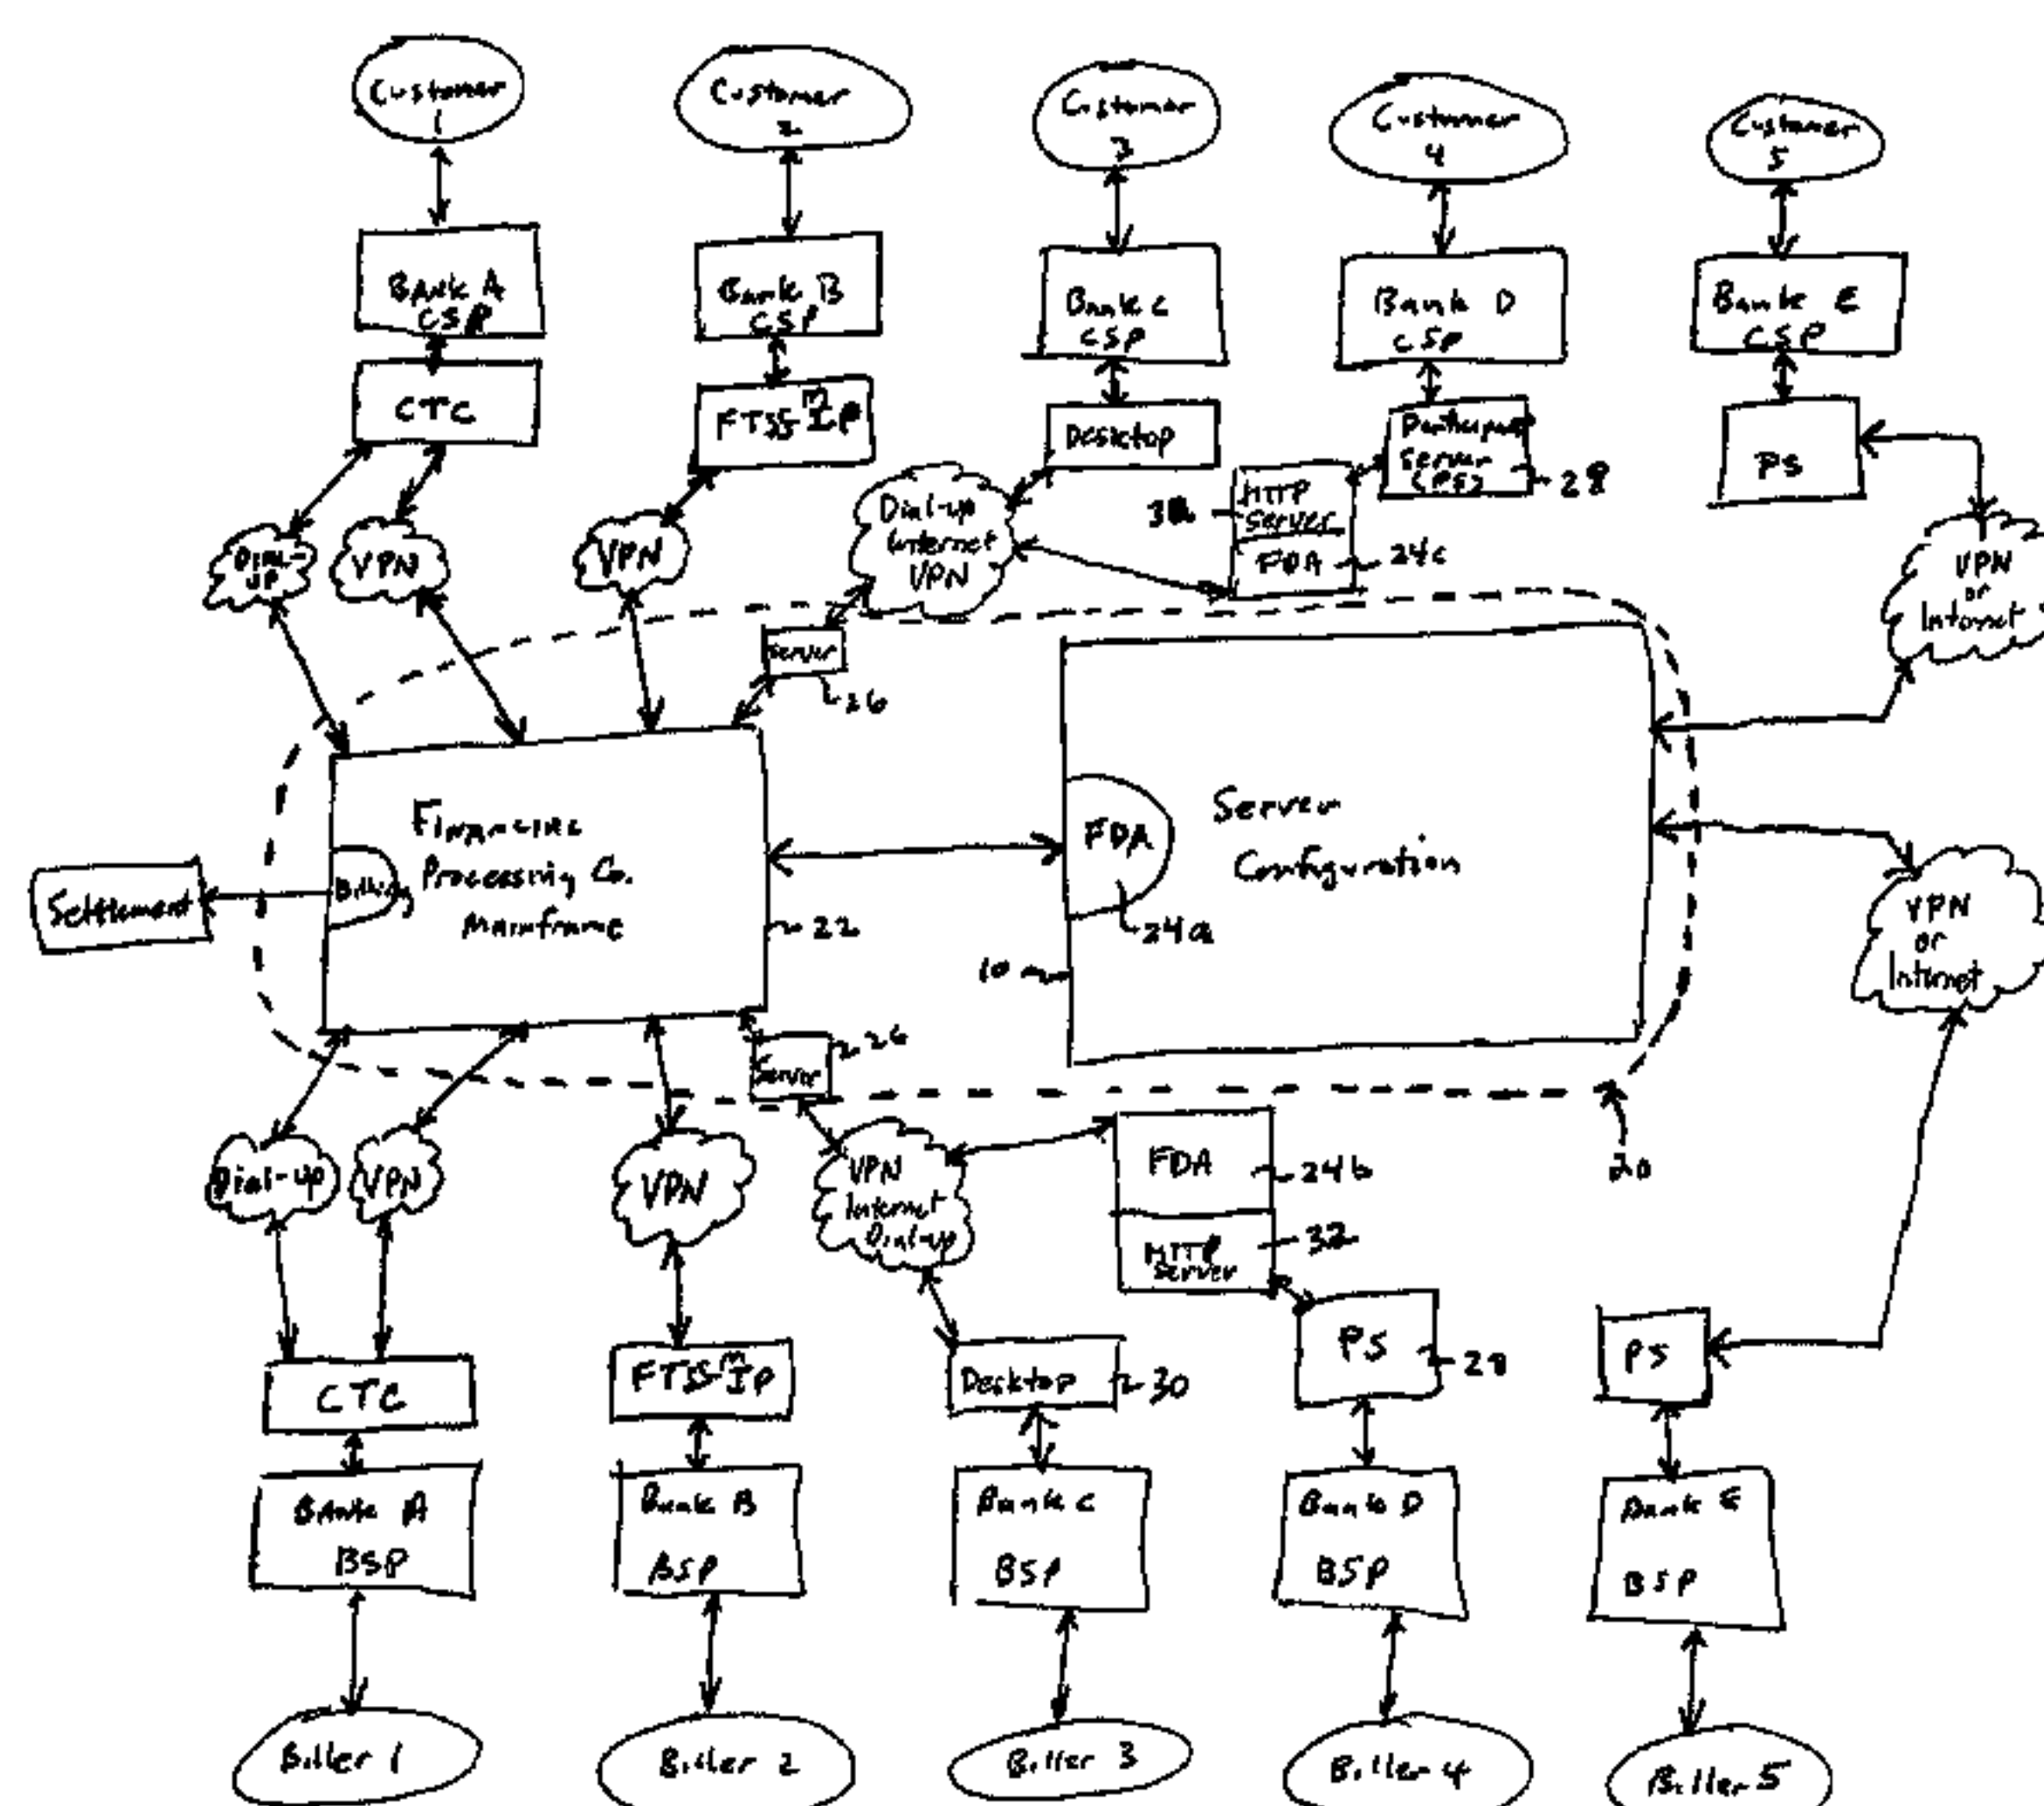 Customer
1
Customer
2
Customer
3
Customer
4
Customer
5
Bank A
CSP
Bank B
CSP
Bank C
CSP
Bank D
CSP
Bank E
CSP
CTC
FTSSᵐ IP
Desktop
Server
(PS)
28
PS
HTTP
Server
FDA
24c
Dial-up
Internet
VPN
DIAL-
UP
VPN
VPN
VPN
or
Internet
Server
26
Financial
Processing Co.
Mainframe
22
Billing
Settlement
FDA
24a
Server
Configuration
10
VPN
or
Internet
Server
26
20
Dial-up
VPN
VPN
VPN
Internet
Dial-up
FDA
24b
HTTP
Server
32
CTC
FTSSᵐ IP
Desktop
30
PS
28
PS
Bank A
BSP
Bank B
BSP
Bank C
BSP
Bank D
BSP
Bank E
BSP
Biller 1
Biller 2
Biller 3
Biller 4
Biller 5